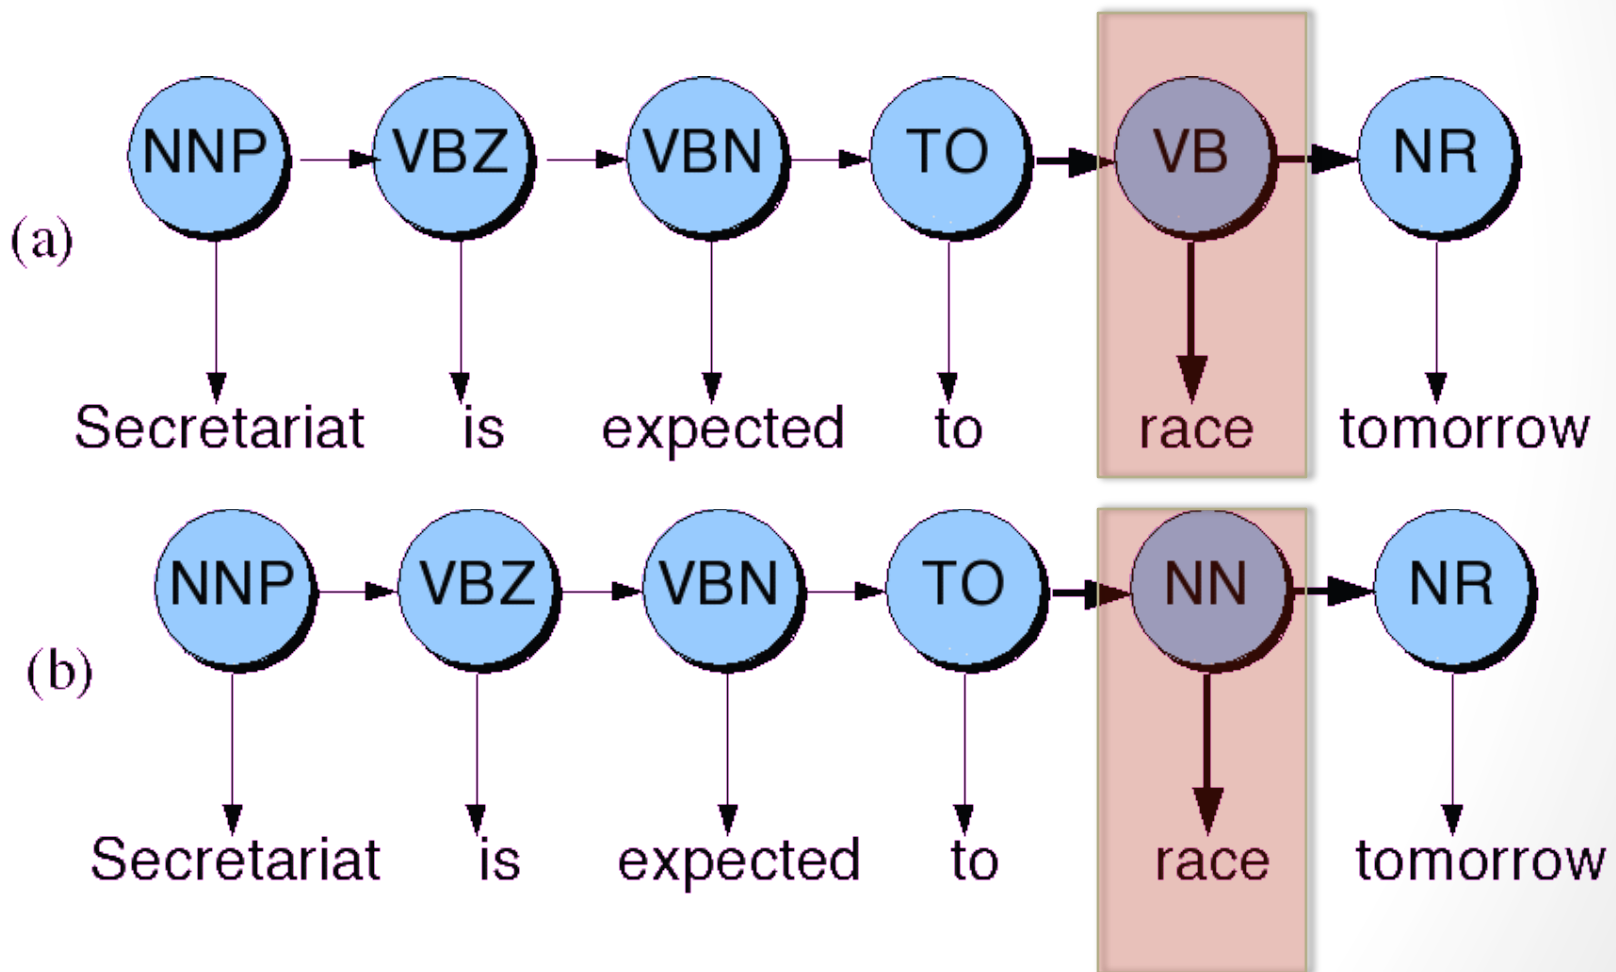 NNP VBZ VBN TO VB NR
(a)
Secretariat is expected to race tomorrow
NNP VBZ VBN TO NN NR
(b)
Secretariat is expected to race tomorrow